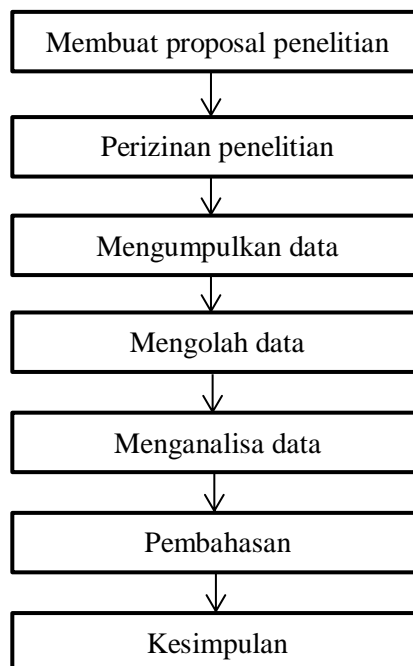 Membuat proposal penelitian
Perizinan penelitian
Mengumpulkan data
Mengolah data
Menganalisa data
Pembahasan
Kesimpulan